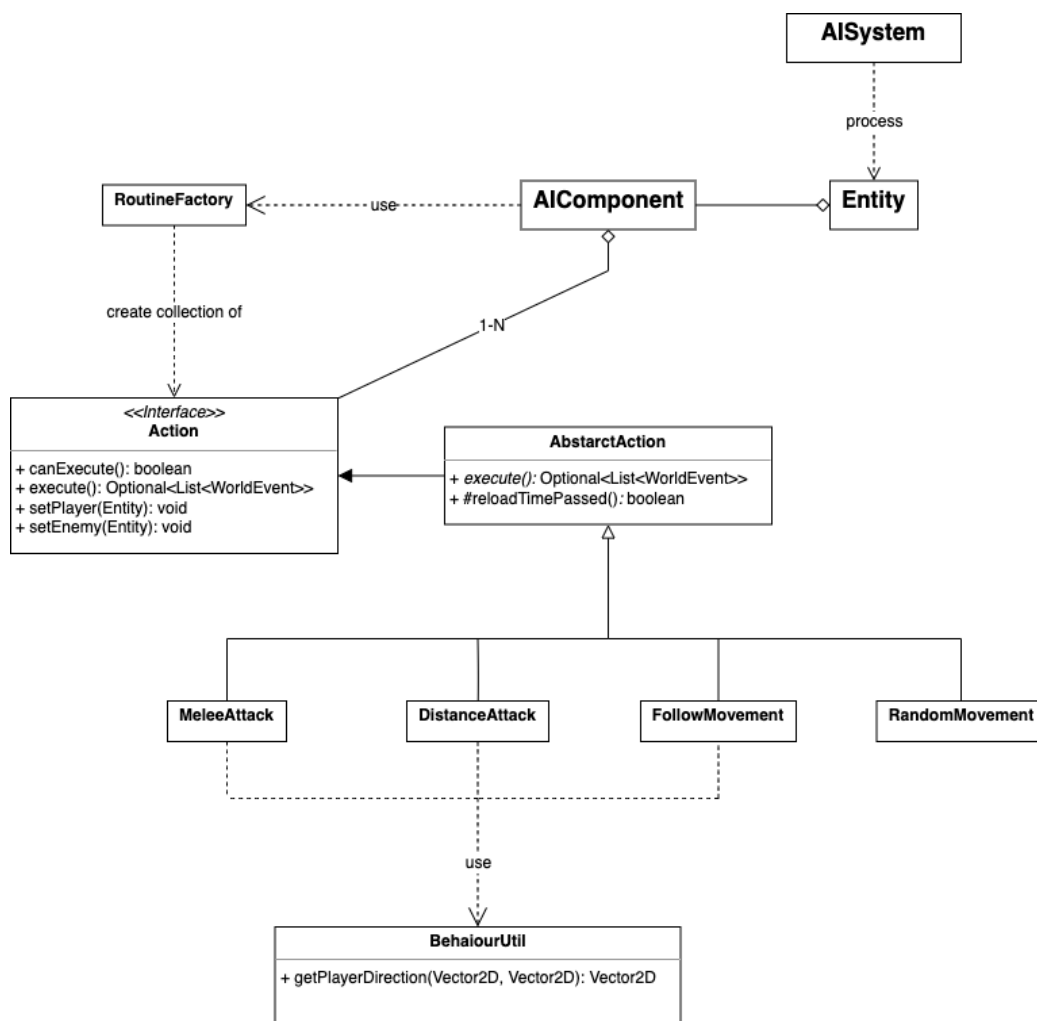 AISystem
process
RoutineFactory
use
AIComponent
Entity
create collection of
1-N
<<Interface>>
Action
+ canExecute(): boolean
+ execute(): Optional<List<WorldEvent>>
+ setPlayer(Entity): void
+ setEnemy(Entity): void
AbstarctAction
+ execute(): Optional<List<WorldEvent>>
+ #reloadTimePassed(): boolean
MeleeAttack
DistanceAttack
FollowMovement
RandomMovement
use
BehaiourUtil
+ getPlayerDirection(Vector2D, Vector2D): Vector2D